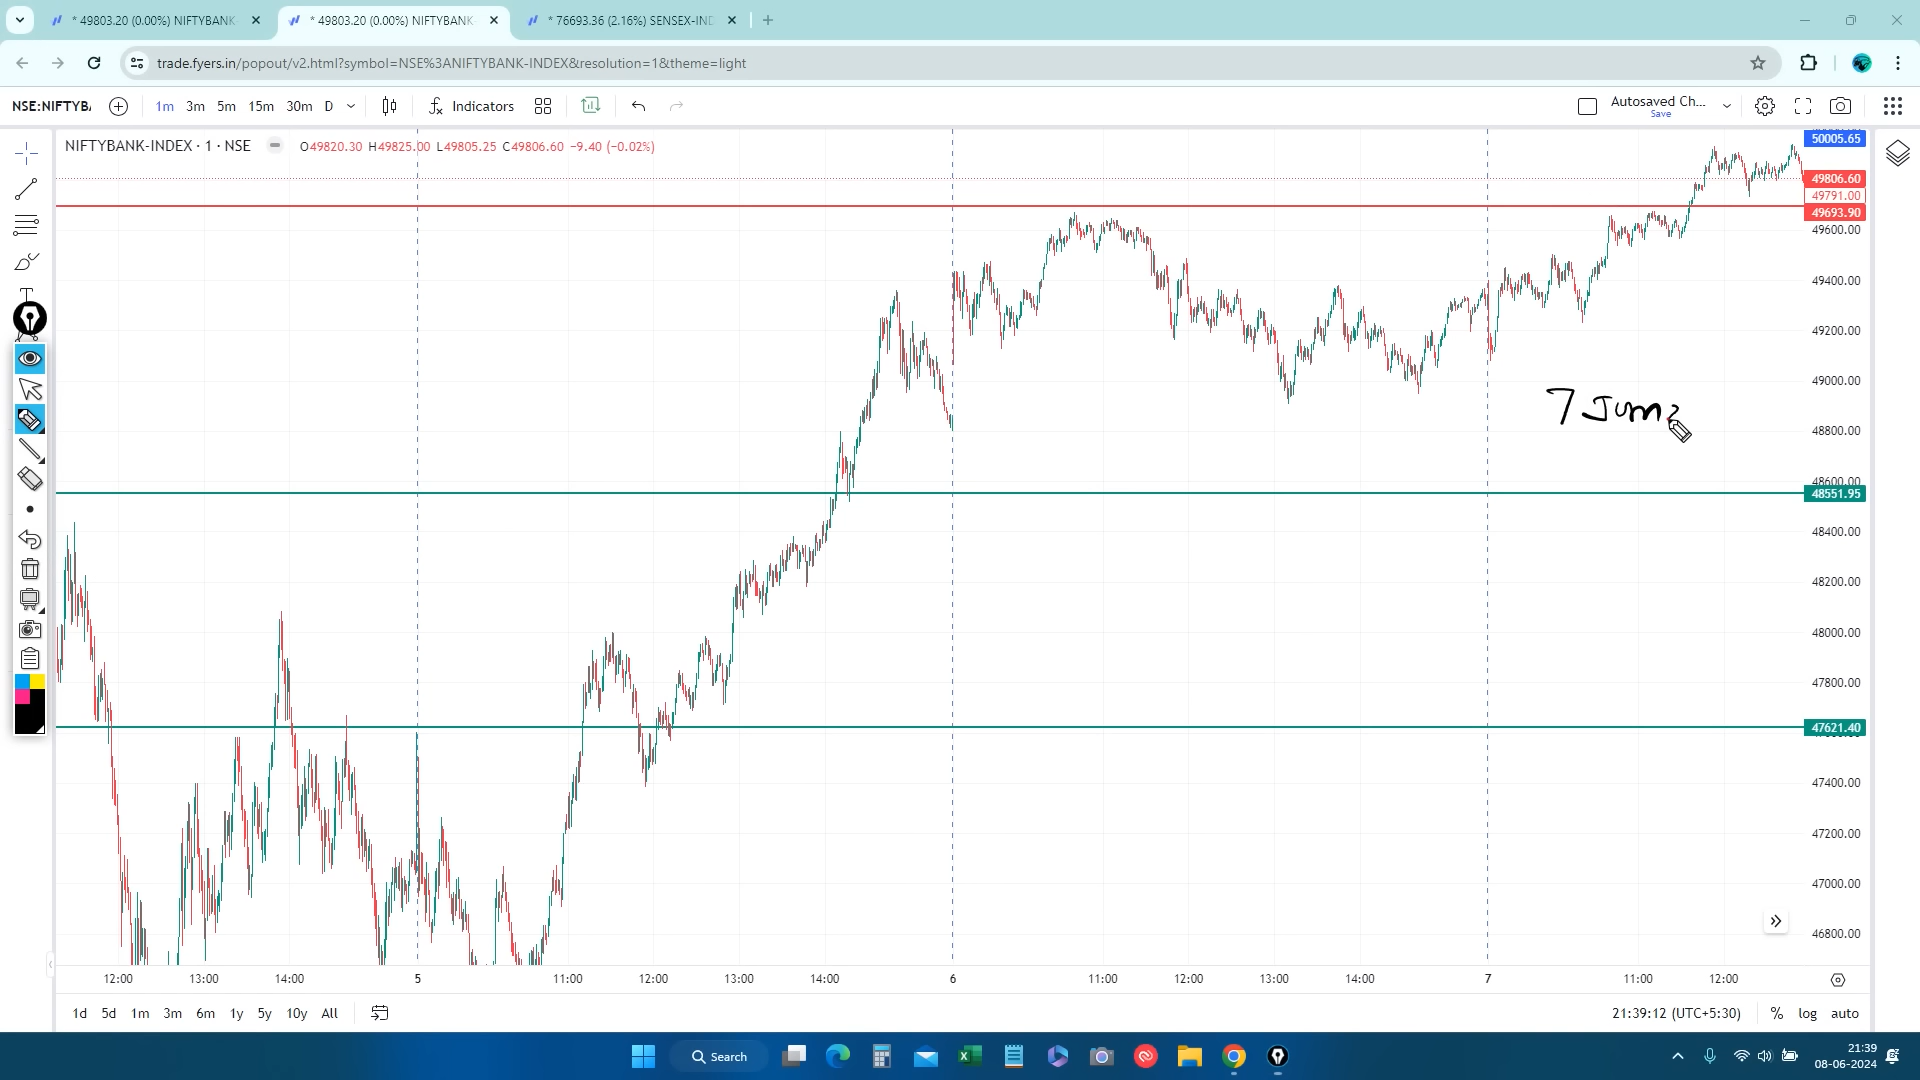 * 49803.20 (0.00%) NIFTYBANK-
* 49803.20 (0.00%) NIFTYBANK-
* 76693.36 (2.16%) SENSEX-IND
trade.fyers.in/popout/v2.html?symbol=NSE%3ANIFTYBANK-INDEX&resolution=1&theme=light
NSE:NIFTYB
1m 3m 5m 15m 30m D
Indicators
Autosaved Ch...
Save
NIFTYBANK-INDEX · 1 · NSE
O49820.30 H49825.00 L49805.25 C49806.60 −9.40 (−0.02%)
50005.65
49806.60
49791.00
49693.90
49600.00
49400.00
49200.00
49000.00
7 June
48800.00
48600.00
48551.95
48400.00
48200.00
48000.00
47800.00
47621.40
47400.00
47200.00
47000.00
46800.00
12:00 13:00 14:00 5 11:00 12:00 13:00 14:00 6 11:00 12:00 13:00 14:00 7 11:00 12:00
1d 5d 1m 3m 6m 1y 5y 10y All
21:39:12 (UTC+5:30) % log auto
Search
21:39
08-06-2024